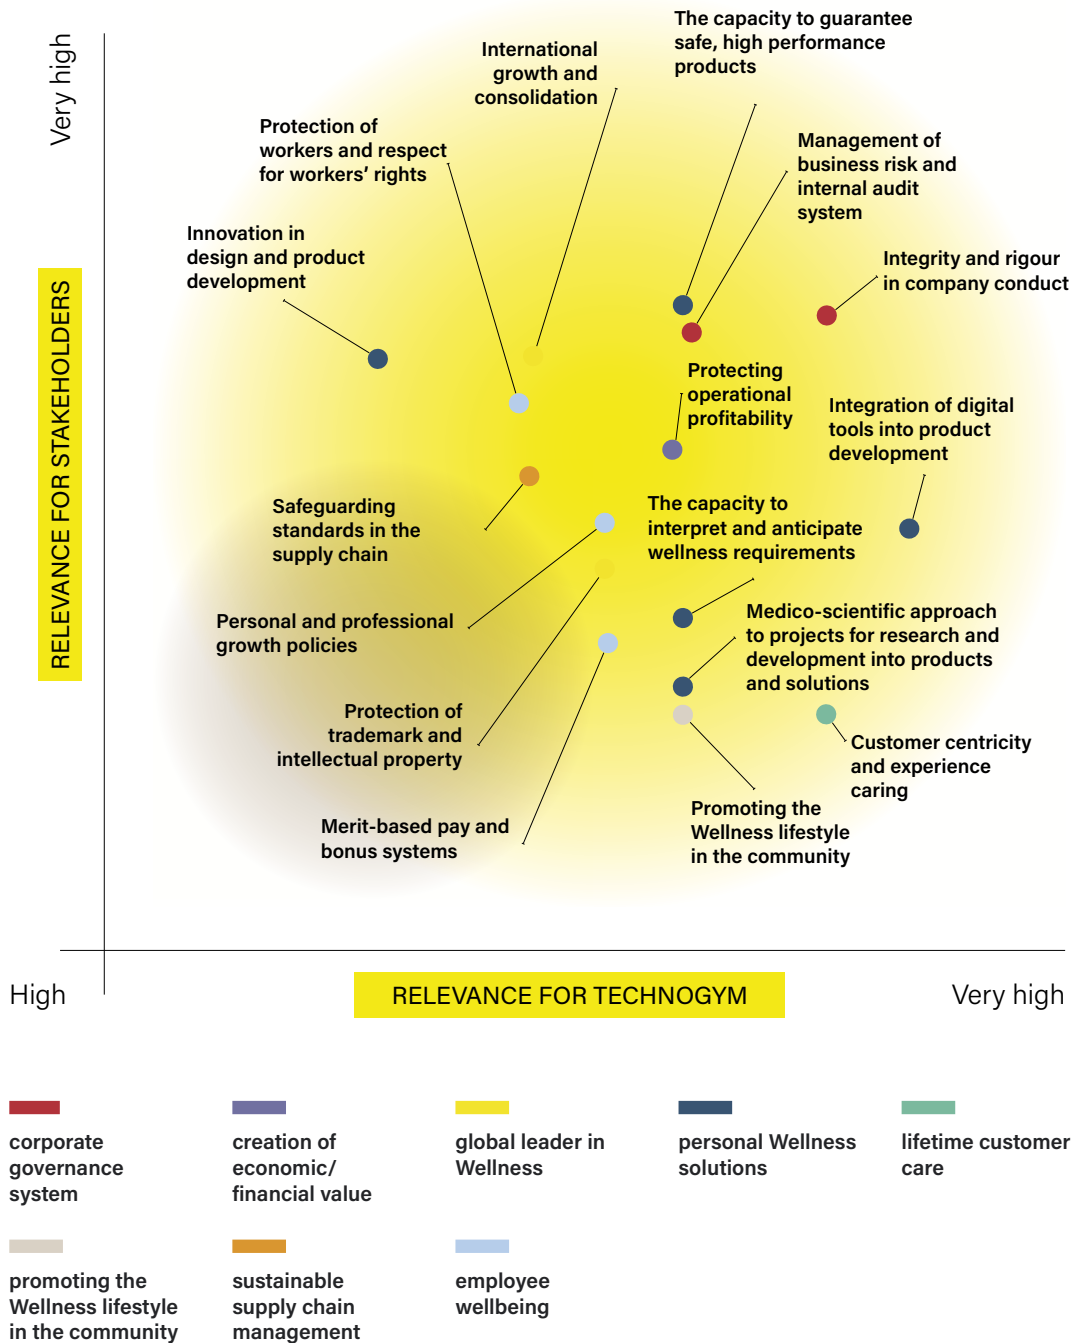 The capacity to guarantee
safe, high performance
products
International
growth and
consolidation
Very high
Protection of
workers and respect
for workers' rights
Management of
business risk and
internal audit
system
Innovation in
design and product
development
Integrity and rigour
in company conduct
RELEVANCE FOR STAKEHOLDERS
Protecting
operational
profitability
Integration of digital
tools into product
development
Safeguarding
standards in the
supply chain
The capacity to
interpret and anticipate
wellness requirements
Personal and professional
growth policies
Medico-scientific approach
to projects for research and
development into products
and solutions
Protection of
trademark and
intellectual property
Customer centricity
and experience
caring
Merit-based pay and
bonus systems
Promoting the
Wellness lifestyle
in the community
High
RELEVANCE FOR TECHNOGYM
Very high
corporate
governance
system
creation of
economic/
financial value
global leader in
Wellness
personal Wellness
solutions
lifetime customer
care
promoting the
Wellness lifestyle
in the community
sustainable
supply chain
management
employee
wellbeing